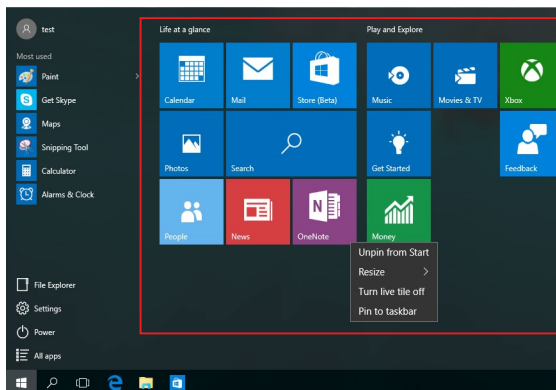 test
Most used
Paint
Get Skype
Maps
Snipping Tool
Calculator
Alarms & Clock
File Explorer
Settings
Power
All apps
Life at a glance
Calendar
Mail
Store (Beta)
Photos
Search
People
News
OneNote
Play and Explore
Music
Movies & TV
Xbox
Get Started
Feedback
Money
Unpin from Start
Resize
Turn live tile off
Pin to taskbar